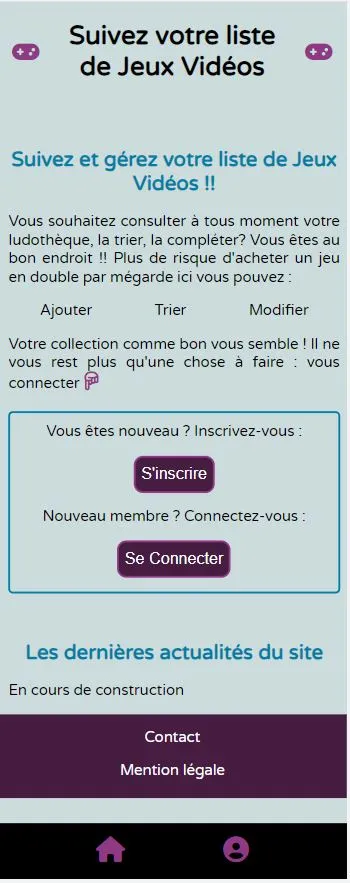 Suivez votre liste
de Jeux Vidéos
Suivez et gérez votre liste de Jeux
Vidéos !!
Vous souhaitez consulter à tous moment votre
ludothèque, la trier, la compléter? Vous êtes au
bon endroit !! Plus de risque d'acheter un jeu
en double par mégarde ici vous pouvez :
Ajouter Trier Modifier
Votre collection comme bon vous semble ! Il ne
vous rest plus qu'une chose à faire : vous
connecter
Vous êtes nouveau ? Inscrivez-vous :
S'inscrire
Nouveau membre ? Connectez-vous :
Se Connecter
Les dernières actualités du site
En cours de construction
Contact
Mention légale